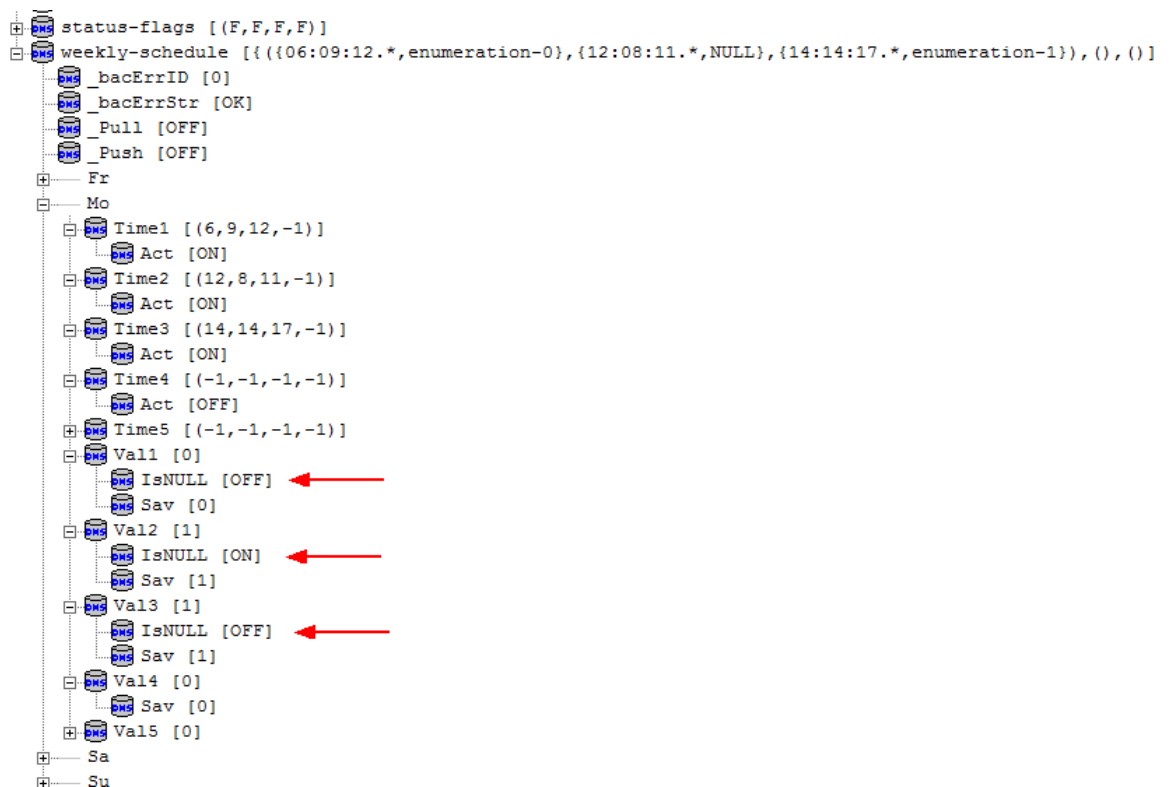 status-flags [(F,F,F,F)]
weekly-schedule [{({06:09:12.*,enumeration-0},{12:08:11.*,NULL},{14:14:17.*,enumeration-1}),(),()]
_bacErrID [0]
_bacErrStr [OK]
_Pull [OFF]
_Push [OFF]
Fr
Mo
Time1 [(6,9,12,-1)]
Act [ON]
Time2 [(12,8,11,-1)]
Act [ON]
Time3 [(14,14,17,-1)]
Act [ON]
Time4 [(-1,-1,-1,-1)]
Act [OFF]
Time5 [(-1,-1,-1,-1)]
Val1 [0]
IsNULL [OFF]
Sav [0]
Val2 [1]
IsNULL [ON]
Sav [1]
Val3 [1]
IsNULL [OFF]
Sav [1]
Val4 [0]
Sav [0]
Val5 [0]
Sa
Su